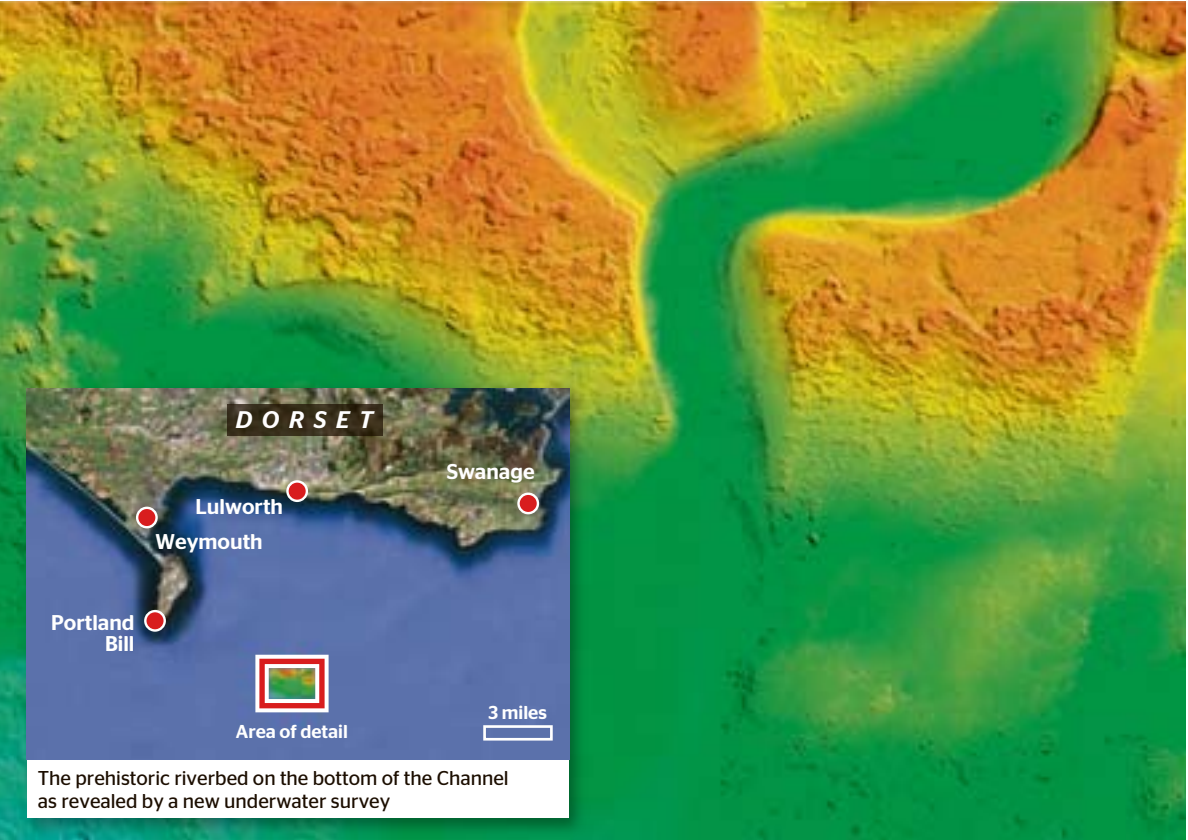 DORSET
Swanage
Lulworth
Weymouth
Portland
Bill
3 miles
Area of detail
The prehistoric riverbed on the bottom of the Channel
as revealed by a new underwater survey